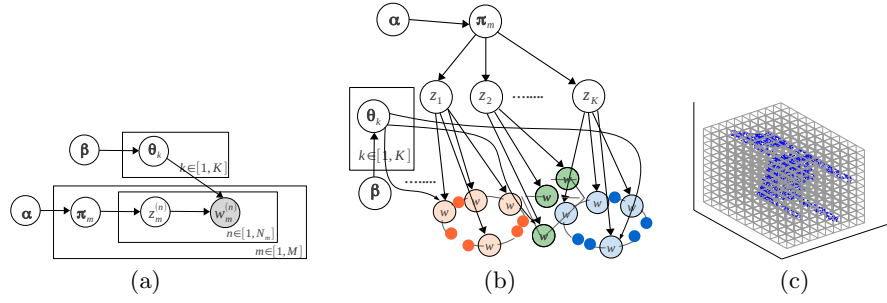 α
π_m
z_1
z_2
........
z_K
θ_k
k∈[1,K]
β
........
w
w
w
w
w
w
w
w
w
w
w
β
θ_k
k∈[1,K]
α
π_m
z_m^(n)
w_m^(n)
n∈[1,N_m]
m∈[1,M]
(a)
(b)
(c)